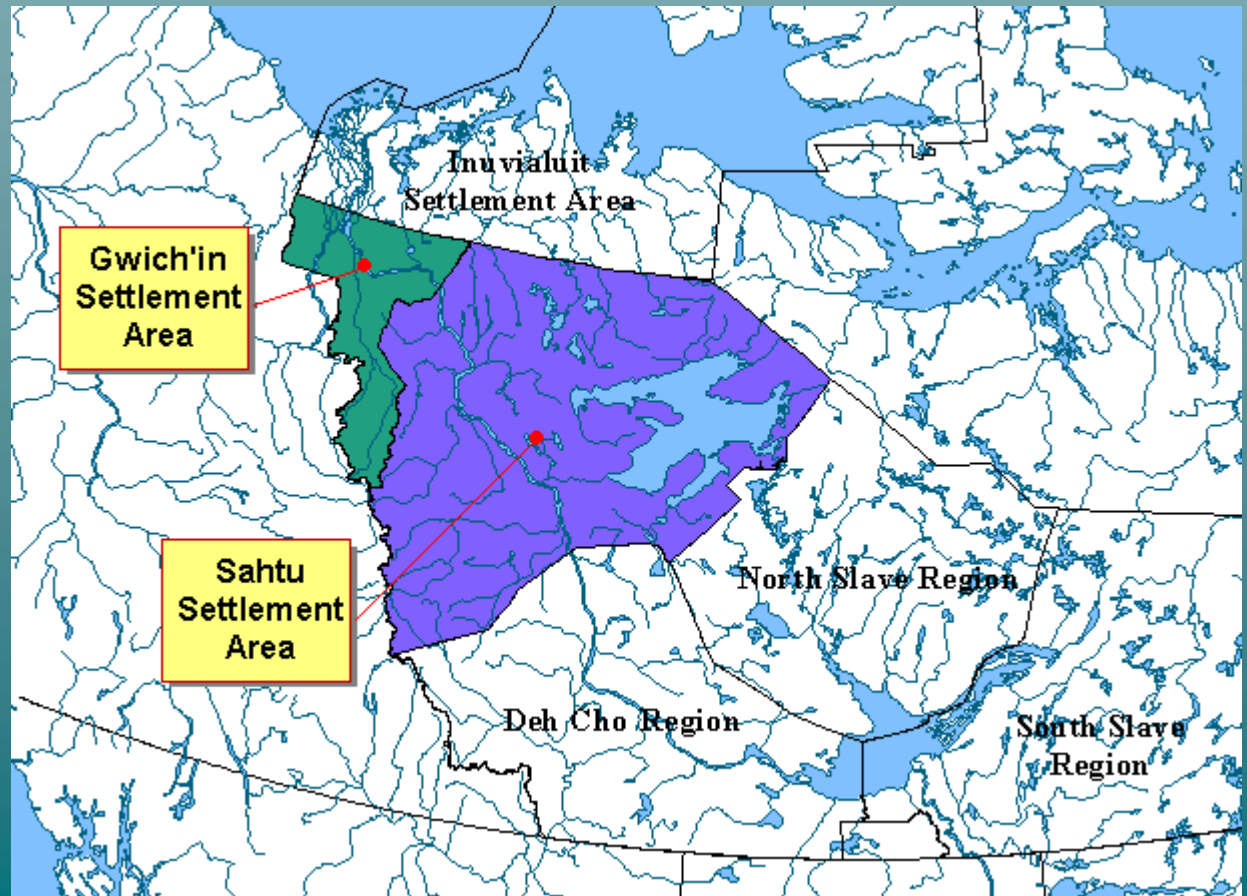 Inuvialuit
Settlement Area
Gwich'in
Settlement
Area
Sahtu
Settlement
Area
North Slave Region
Deh Cho Region
South Slave
Region